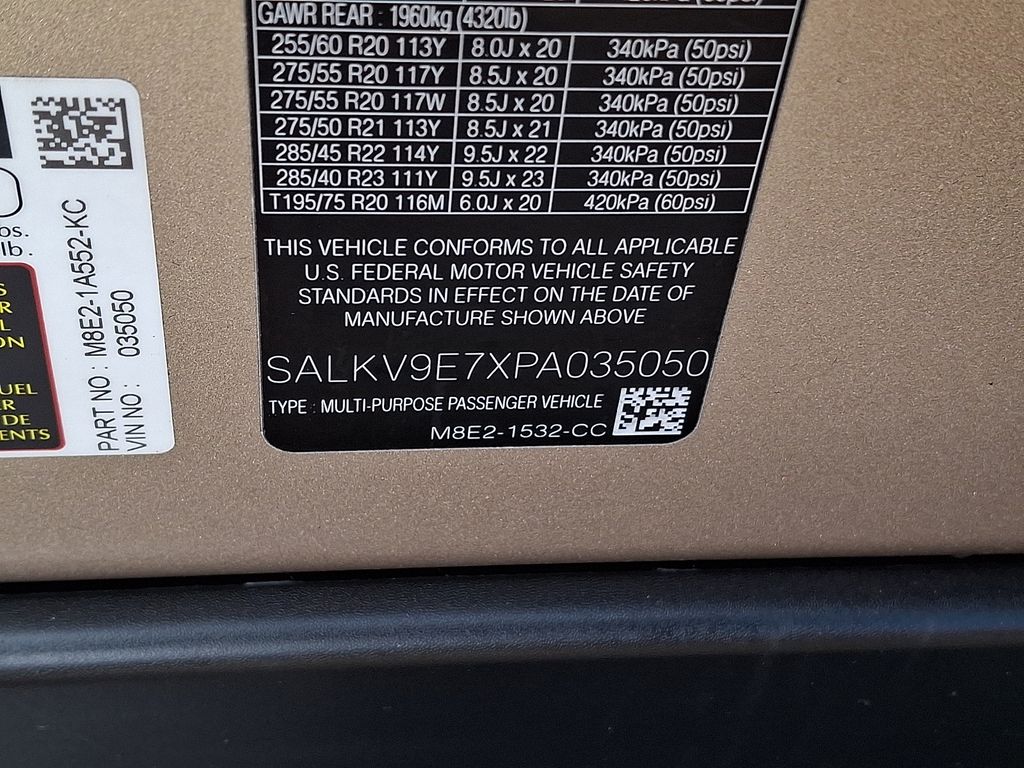 GAWR REAR : 1960kg (4320lb)
255/60 R20 113Y 8.0J x 20 340kPa (50psi)
275/55 R20 117Y 8.5J x 20 340kPa (50psi)
275/55 R20 117W 8.5J x 20 340kPa (50psi)
275/50 R21 113Y 8.5J x 21 340kPa (50psi)
285/45 R22 114Y 9.5J x 22 340kPa (50psi)
285/40 R23 111Y 9.5J x 23 340kPa (50psi)
T195/75 R20 116M 6.0J x 20 420kPa (60psi)
THIS VEHICLE CONFORMS TO ALL APPLICABLE
U.S. FEDERAL MOTOR VEHICLE SAFETY
STANDARDS IN EFFECT ON THE DATE OF
MANUFACTURE SHOWN ABOVE
SALKV9E7XPA035050
TYPE : MULTI-PURPOSE PASSENGER VEHICLE
M8E2-1532-CC
PART NO : M8E2-1A552-KC
VIN NO : 035050
lb.